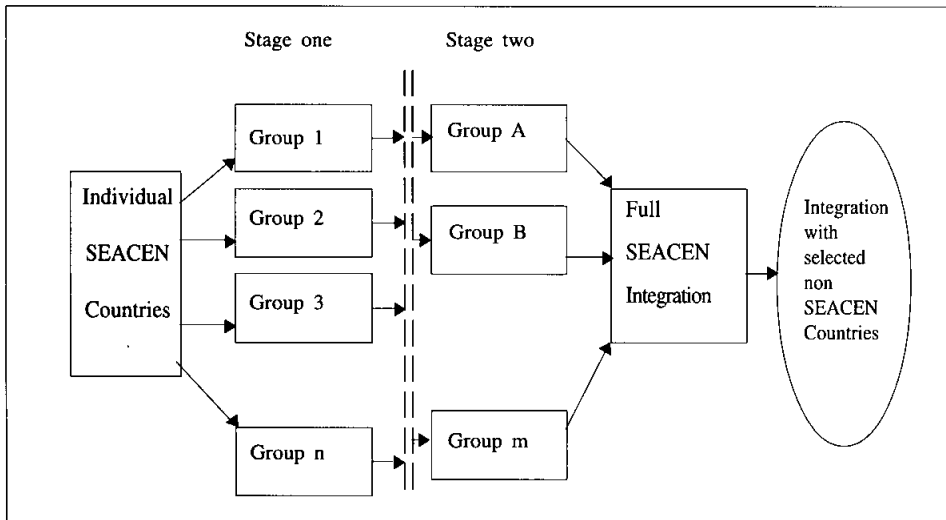 Stage one
Stage two
Individual
SEACEN
Countries
Group 1
Group 2
Group 3
Group n
Group A
Group B
Group m
Full
SEACEN
Integration
Integration
with
selected
non
SEACEN
Countries